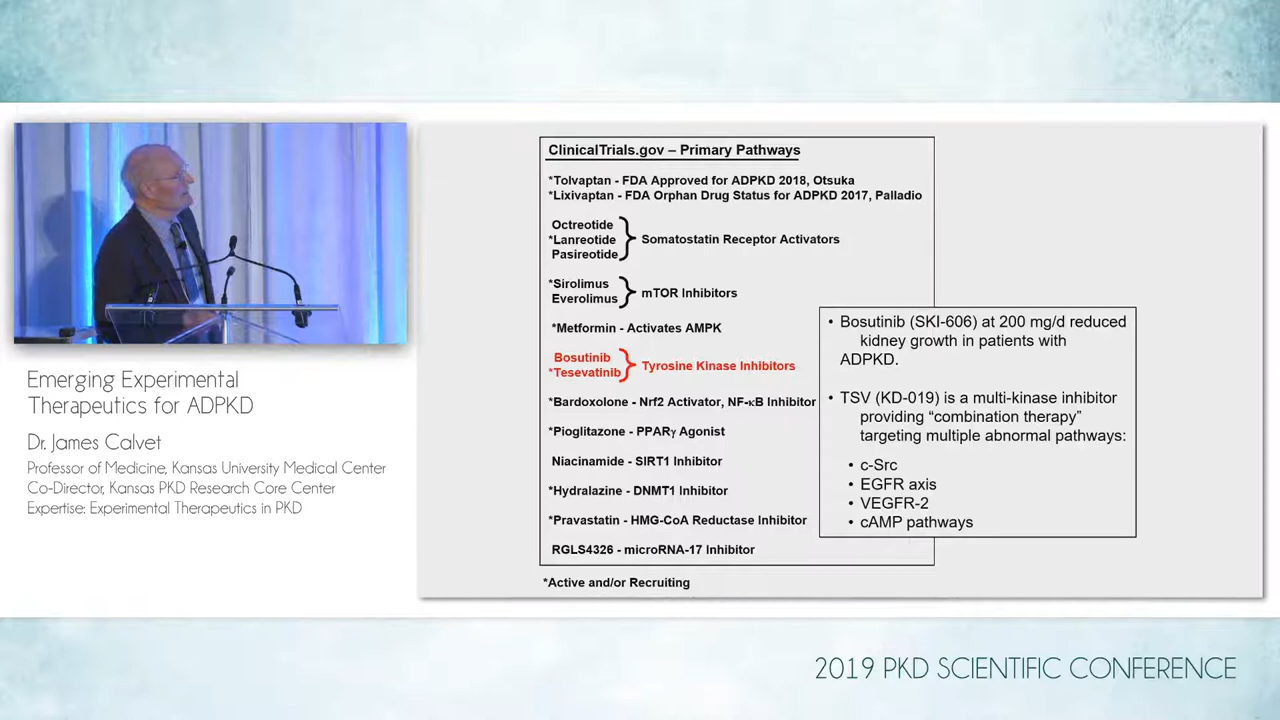 ClinicalTrials.gov – Primary Pathways
*Tolvaptan - FDA Approved for ADPKD 2018, Otsuka
*Lixivaptan - FDA Orphan Drug Status for ADPKD 2017, Palladio
Octreotide
*Lanreotide
Pasireotide
Somatostatin Receptor Activators
*Sirolimus
Everolimus
mTOR Inhibitors
*Metformin - Activates AMPK
Bosutinib
*Tesevatinib
Tyrosine Kinase Inhibitors
*Bardoxolone - Nrf2 Activator, NF-κB Inhibitor
*Pioglitazone - PPARγ Agonist
Niacinamide - SIRT1 Inhibitor
*Hydralazine - DNMT1 Inhibitor
*Pravastatin - HMG-CoA Reductase Inhibitor
RGLS4326 - microRNA-17 Inhibitor
*Active and/or Recruiting
• Bosutinib (SKI-606) at 200 mg/d reduced
kidney growth in patients with
ADPKD.
• TSV (KD-019) is a multi-kinase inhibitor
providing “combination therapy”
targeting multiple abnormal pathways:
• c-Src
• EGFR axis
• VEGFR-2
• cAMP pathways
Emerging Experimental
Therapeutics for ADPKD
Dr. James Calvet
Professor of Medicine, Kansas University Medical Center
Co-Director, Kansas PKD Research Core Center
Expertise: Experimental Therapeutics in PKD
2019 PKD SCIENTIFIC CONFERENCE